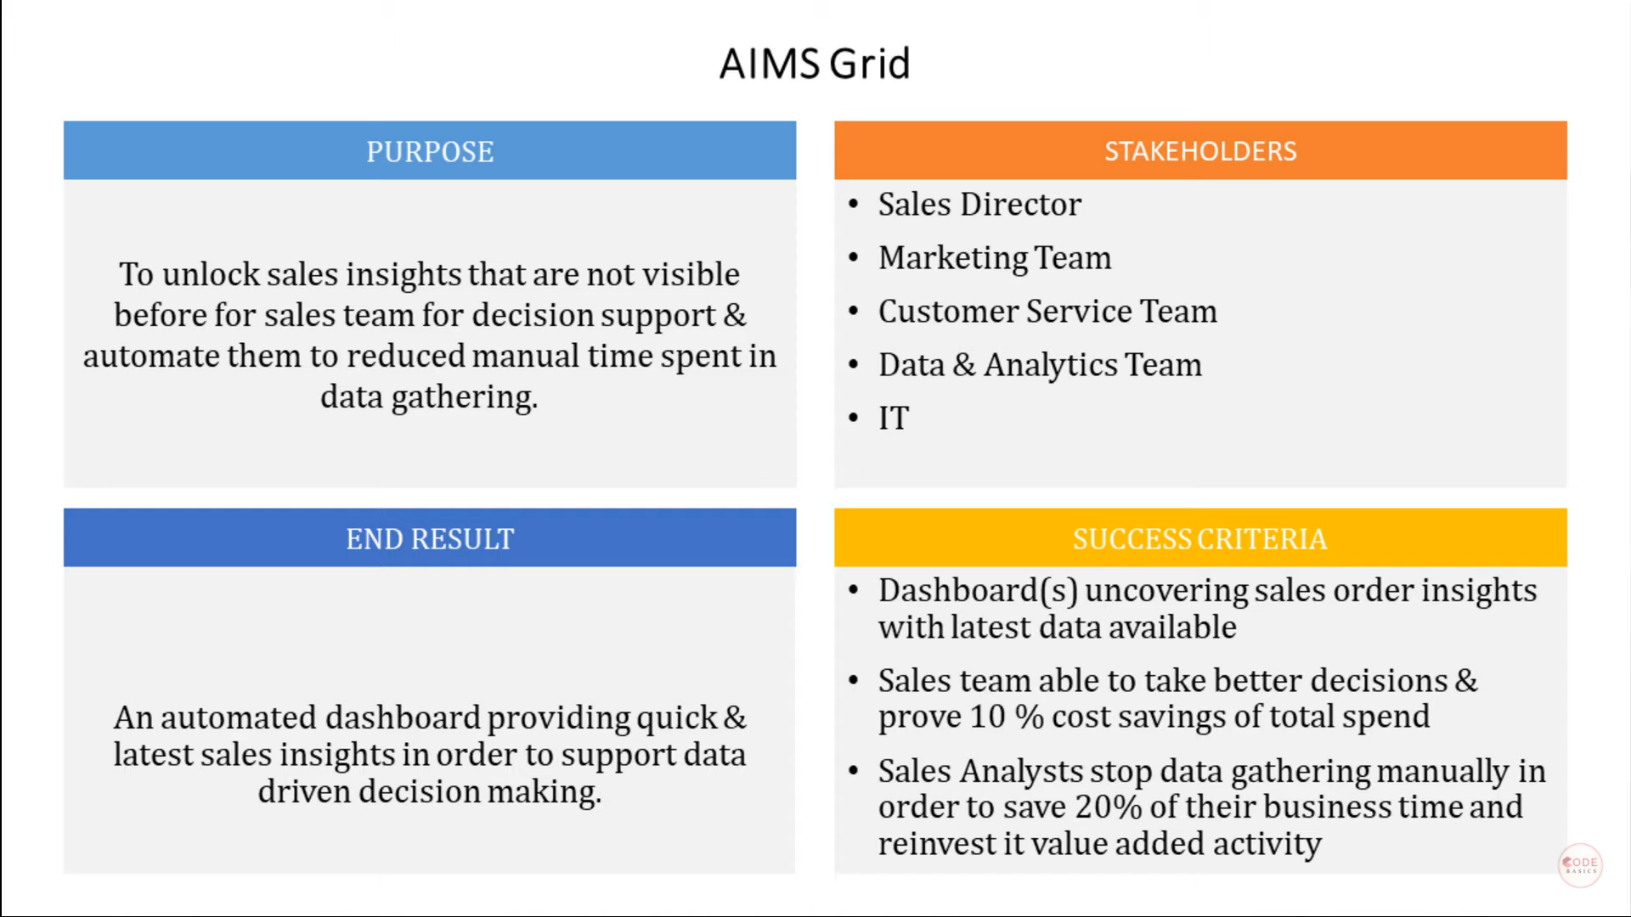 AIMS Grid
PURPOSE
To unlock sales insights that are not visible
before for sales team for decision support &
automate them to reduced manual time spent in
data gathering.
STAKEHOLDERS
• Sales Director
• Marketing Team
• Customer Service Team
• Data & Analytics Team
• IT
END RESULT
An automated dashboard providing quick &
latest sales insights in order to support data
driven decision making.
SUCCESS CRITERIA
• Dashboard(s) uncovering sales order insights
with latest data available
• Sales team able to take better decisions &
prove 10 % cost savings of total spend
• Sales Analysts stop data gathering manually in
order to save 20% of their business time and
reinvest it value added activity
CODE
BASICS